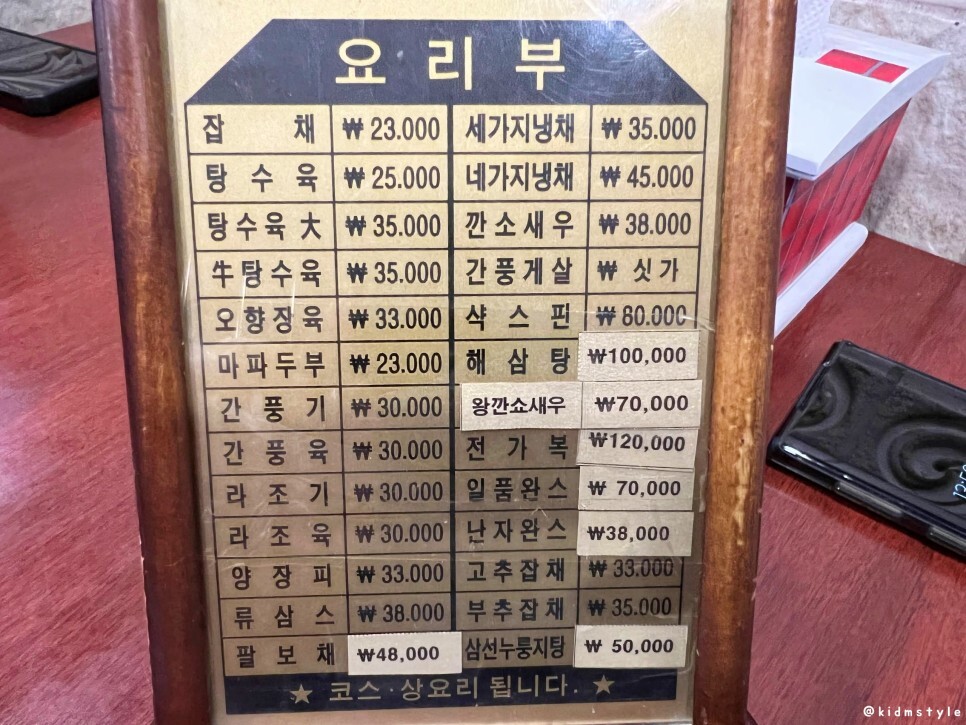 요리부
잡채 ₩ 23.000 세가지냉채 ₩ 35.000
탕수육 ₩ 25.000 네가지냉채 ₩ 45.000
탕수육 大 ₩ 35.000 깐소새우 ₩ 38.000
牛탕수육 ₩ 35.000 간풍게살 ₩ 싯가
오향장육 ₩ 33.000 샥스핀 ₩ 80.000
마파두부 ₩ 23.000 해삼탕 ₩100,000
간풍기 ₩ 30.000 왕깐쇼새우 ₩70,000
간풍육 ₩ 30.000 전가복 ₩120,000
라조기 ₩ 30.000 일품완스 ₩ 70,000
라조육 ₩ 30.000 난자완스 ₩38,000
양장피 ₩ 33.000 고추잡채 ₩ 33.000
류삼스 ₩ 38.000 부추잡채 ₩ 35.000
팔보채 ₩48,000 삼선누룽지탕 ₩ 50,000
★ 코스·상요리 됩니다. ★
@kidmstyle